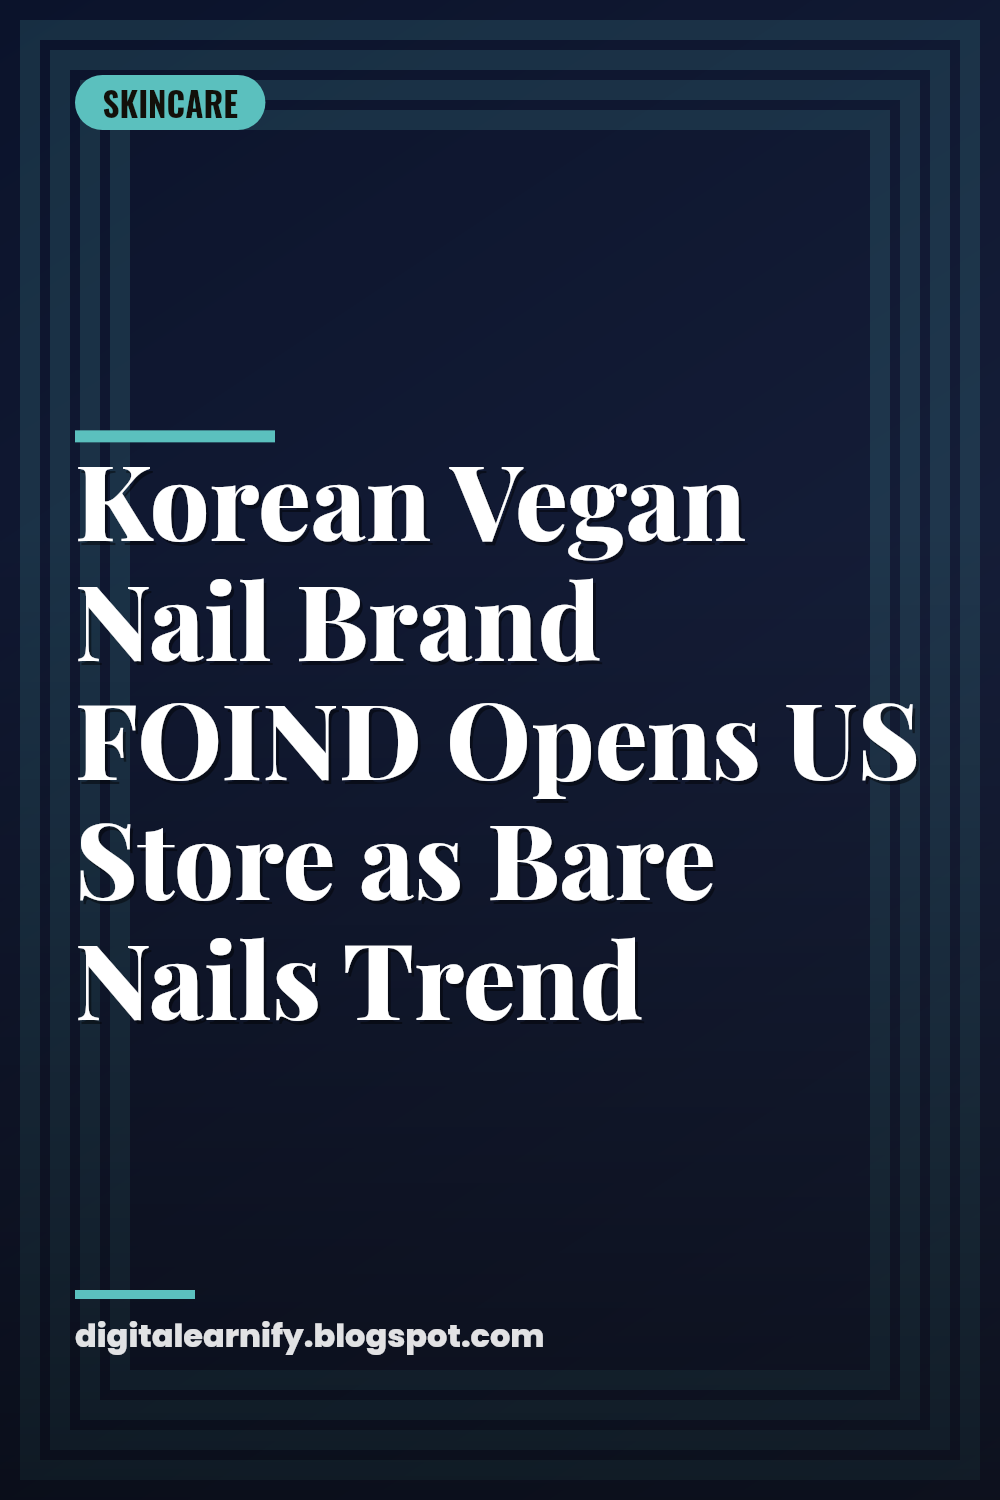 SKINCARE
Korean Vegan
Nail Brand
FOIND Opens US
Store as Bare
Nails Trend
digitalearnify.blogspot.com